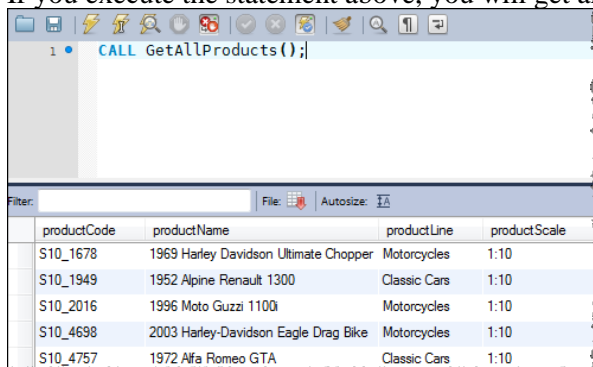 If you execute the statement above, you will get a
1 CALL GetAllProducts();
Filter: File: Autosize:
productCode productName productLine productScale
S10_1678 1969 Harley Davidson Ultimate Chopper Motorcycles 1:10
S10_1949 1952 Alpine Renault 1300 Classic Cars 1:10
S10_2016 1996 Moto Guzzi 1100i Motorcycles 1:10
S10_4698 2003 Harley-Davidson Eagle Drag Bike Motorcycles 1:10
S10_4757 1972 Alfa Romeo GTA Classic Cars 1:10